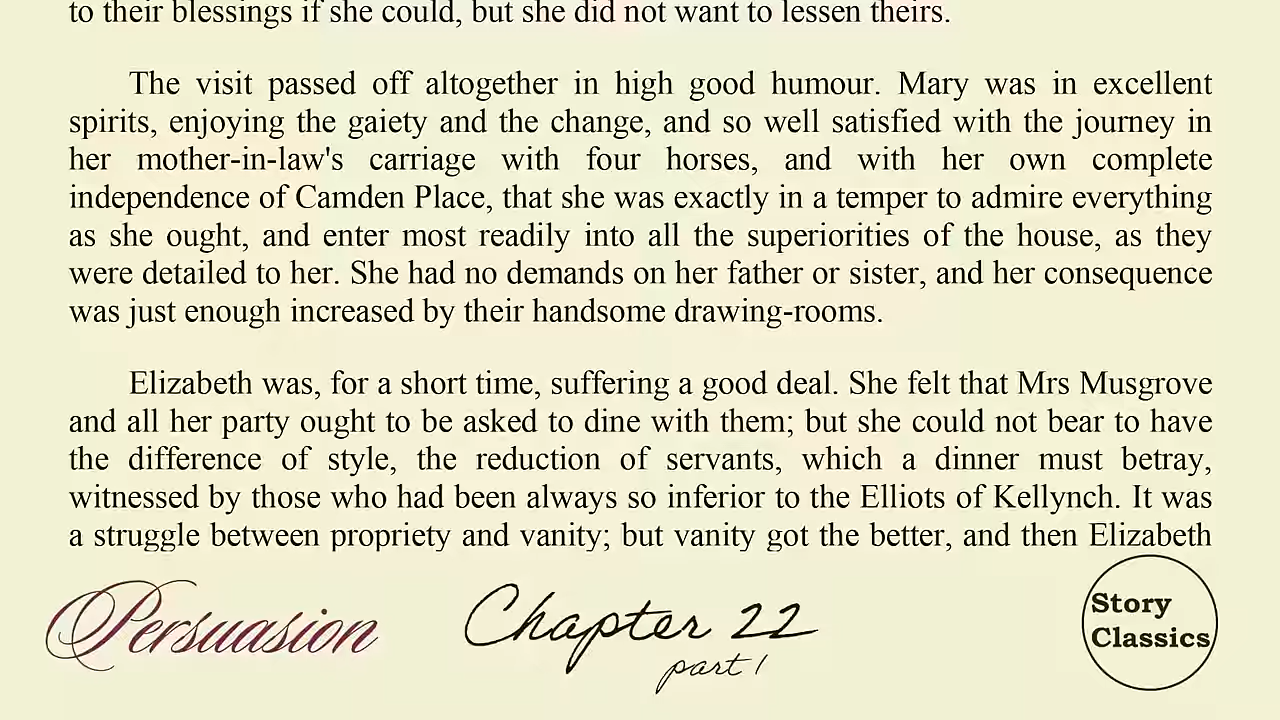 to their blessings if she could, but she did not want to lessen theirs.
The visit passed off altogether in high good humour. Mary was in excellent
spirits, enjoying the gaiety and the change, and so well satisfied with the journey in
her mother-in-law's carriage with four horses, and with her own complete
independence of Camden Place, that she was exactly in a temper to admire everything
as she ought, and enter most readily into all the superiorities of the house, as they
were detailed to her. She had no demands on her father or sister, and her consequence
was just enough increased by their handsome drawing-rooms.
Elizabeth was, for a short time, suffering a good deal. She felt that Mrs Musgrove
and all her party ought to be asked to dine with them; but she could not bear to have
the difference of style, the reduction of servants, which a dinner must betray,
witnessed by those who had been always so inferior to the Elliots of Kellynch. It was
a struggle between propriety and vanity; but vanity got the better, and then Elizabeth
Persuasion
Chapter 22
part 1
Story
Classics